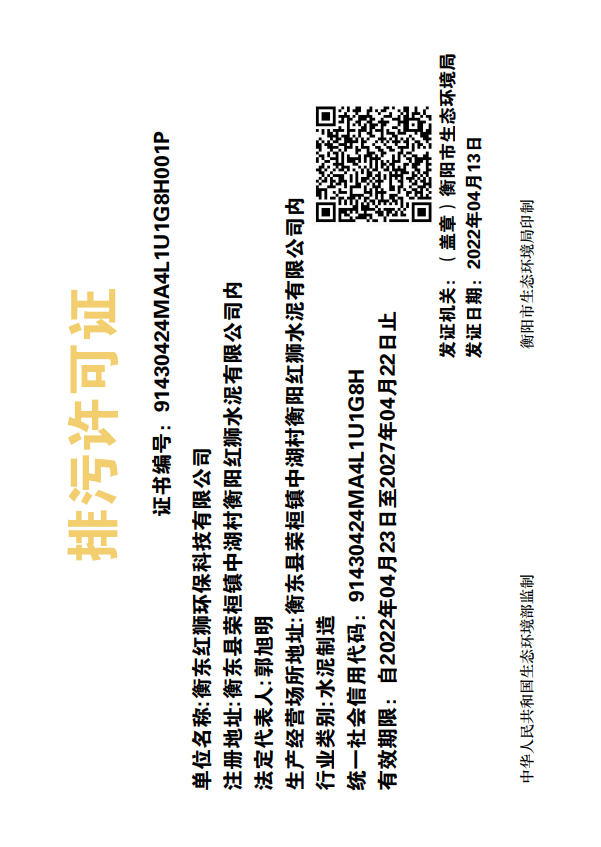 排污许可证
证书编号：91430424MA4L1U1G8H001P
单位名称:衡东红狮环保科技有限公司
注册地址:衡东县荣桓镇中湖村衡阳红狮水泥有限公司内
法定代表人:郭旭明
生产经营场所地址:衡东县荣桓镇中湖村衡阳红狮水泥有限公司内
行业类别:水泥制造
统一社会信用代码：91430424MA4L1U1G8H
有效期限：自2022年04月23日至2027年04月22日止
发证机关：（盖章）衡阳市生态环境局
发证日期：2022年04月13日
中华人民共和国生态环境部监制
衡阳市生态环境局印制